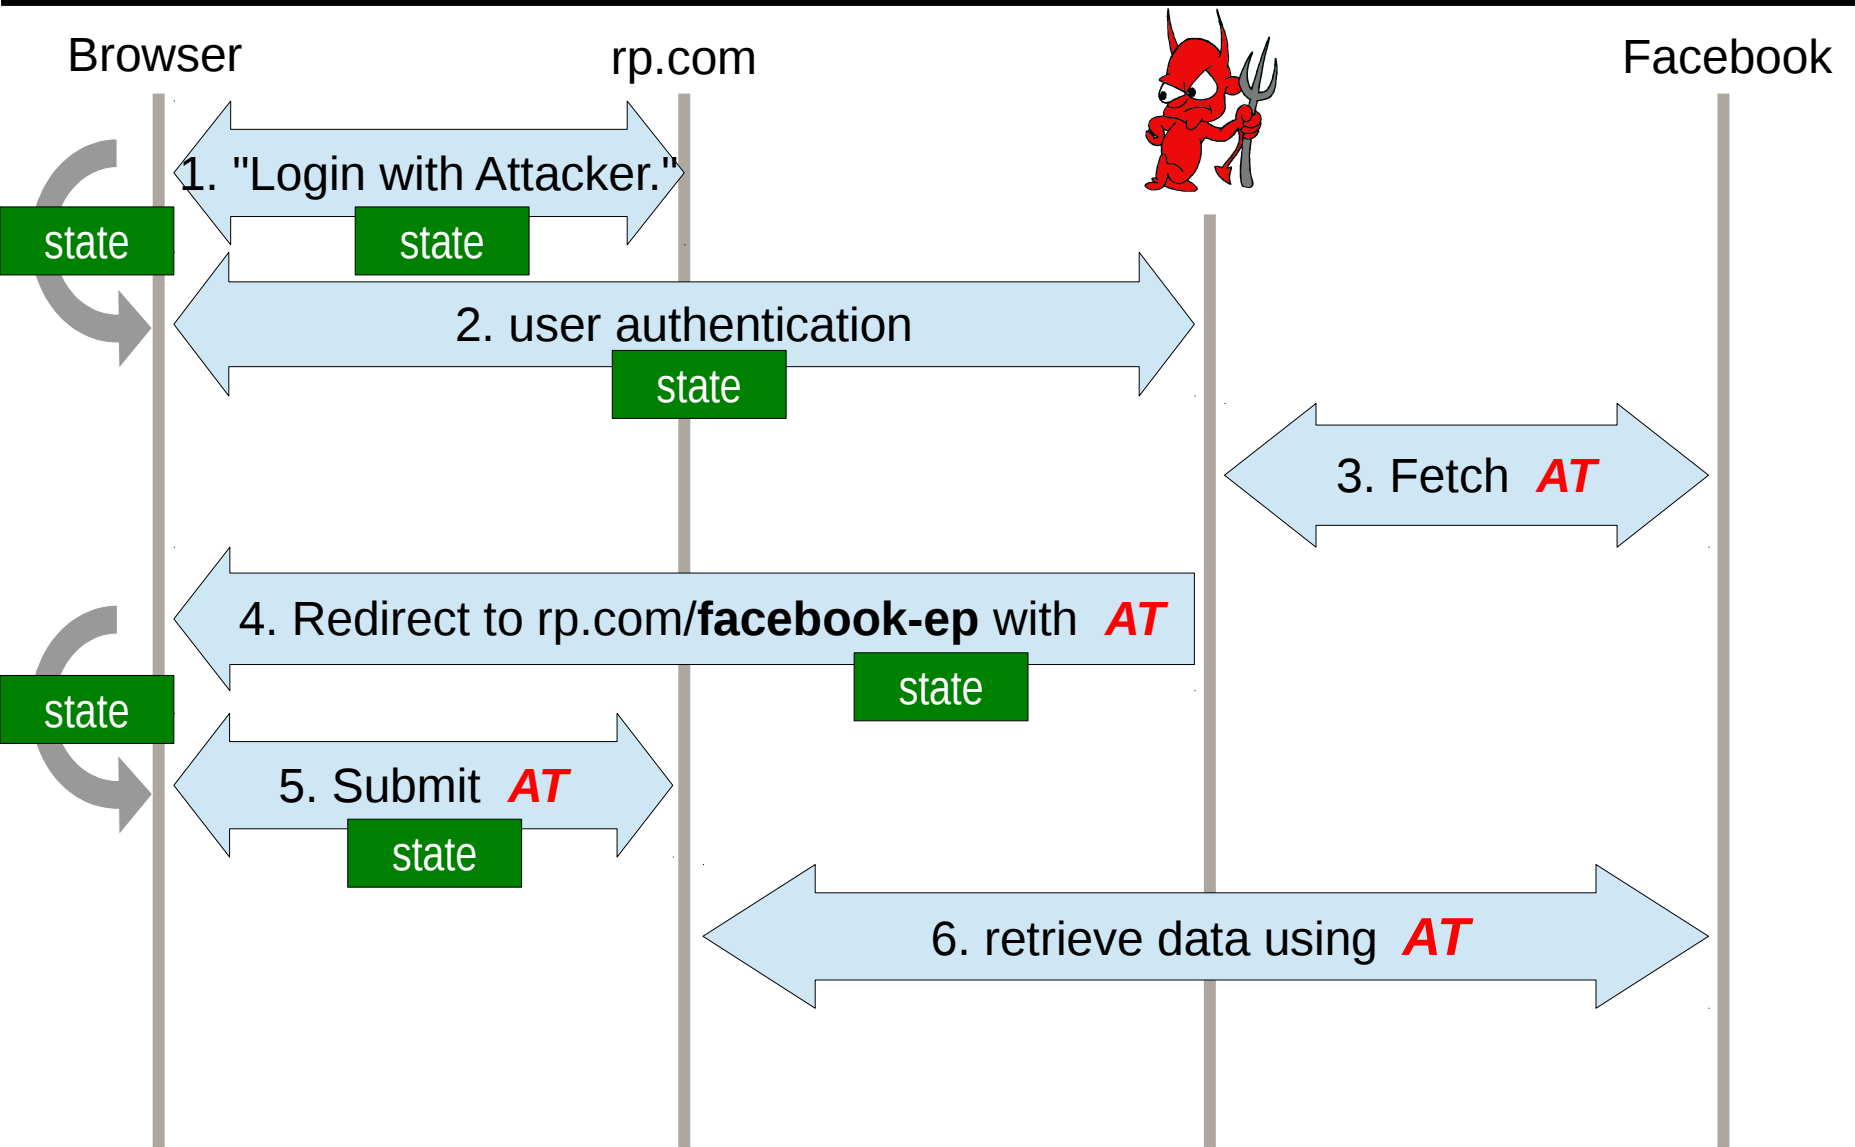 Browser
rp.com
Facebook
1. "Login with Attacker."
state
state
2. user authentication
state
3. Fetch AT
4. Redirect to rp.com/facebook-ep with AT
state
state
5. Submit AT
state
6. retrieve data using AT